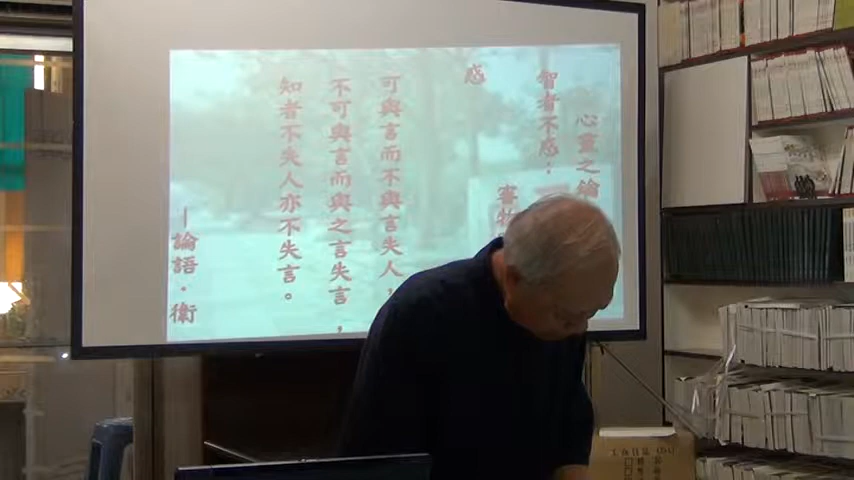 心靈之鑰
智者不惑：
惑
可與言而不與言失人，
不可與言而與之言失言，
知者不失人亦不失言。
—論語．衛